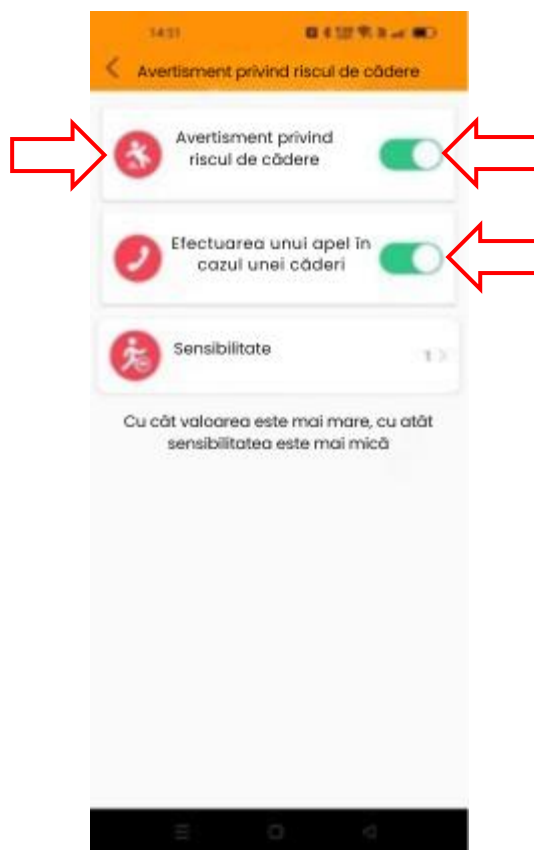 14:51
Avertisment privind riscul de cădere
Avertisment privind
riscul de cădere
Efectuarea unui apel în
cazul unei căderi
Sensibilitate
1
Cu cât valoarea este mai mare, cu atât
sensibilitatea este mai mică